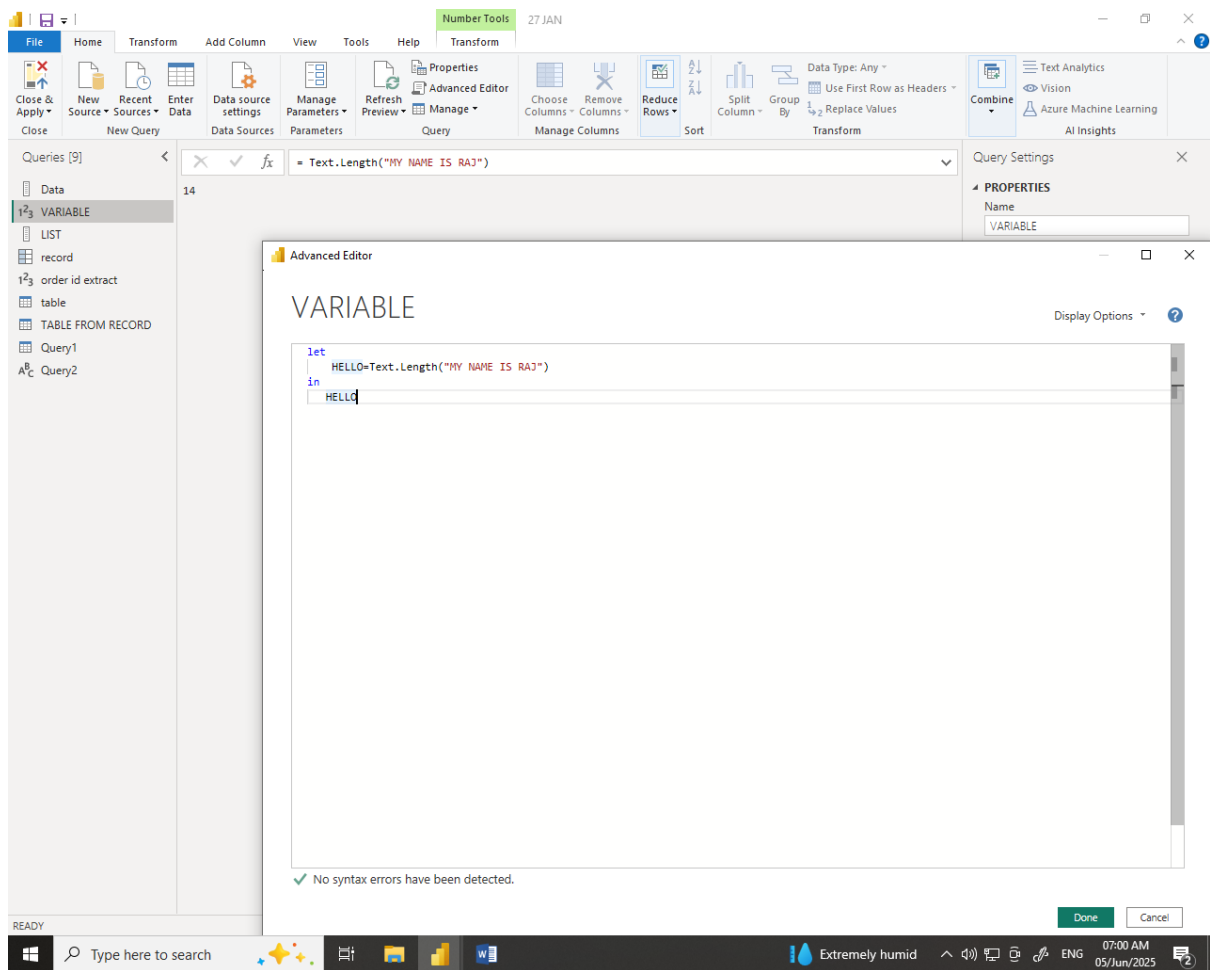 Number Tools 27 JAN
File Home Transform Add Column View Tools Help Transform
Close & Apply
New Source
Recent Sources
Enter Data
Data source settings
Manage Parameters
Refresh Preview
Properties
Advanced Editor
Manage
Choose Columns
Remove Columns
Reduce Rows
Split Column
Group By
Data Type: Any
Use First Row as Headers
Replace Values
Combine
Text Analytics
Vision
Azure Machine Learning
Close New Query Data Sources Parameters Query Manage Columns Sort Transform AI Insights
Queries [9]
fx = Text.Length("MY NAME IS RAJ")
Query Settings
Data
123 VARIABLE
LIST
record
123 order id extract
table
TABLE FROM RECORD
Query1
ABC Query2
14
PROPERTIES
Name
VARIABLE
Advanced Editor
VARIABLE
Display Options
let
HELLO=Text.Length("MY NAME IS RAJ")
in
HELLO
No syntax errors have been detected.
Done Cancel
READY
Type here to search
Extremely humid
ENG
07:00 AM
05/Jun/2025
2